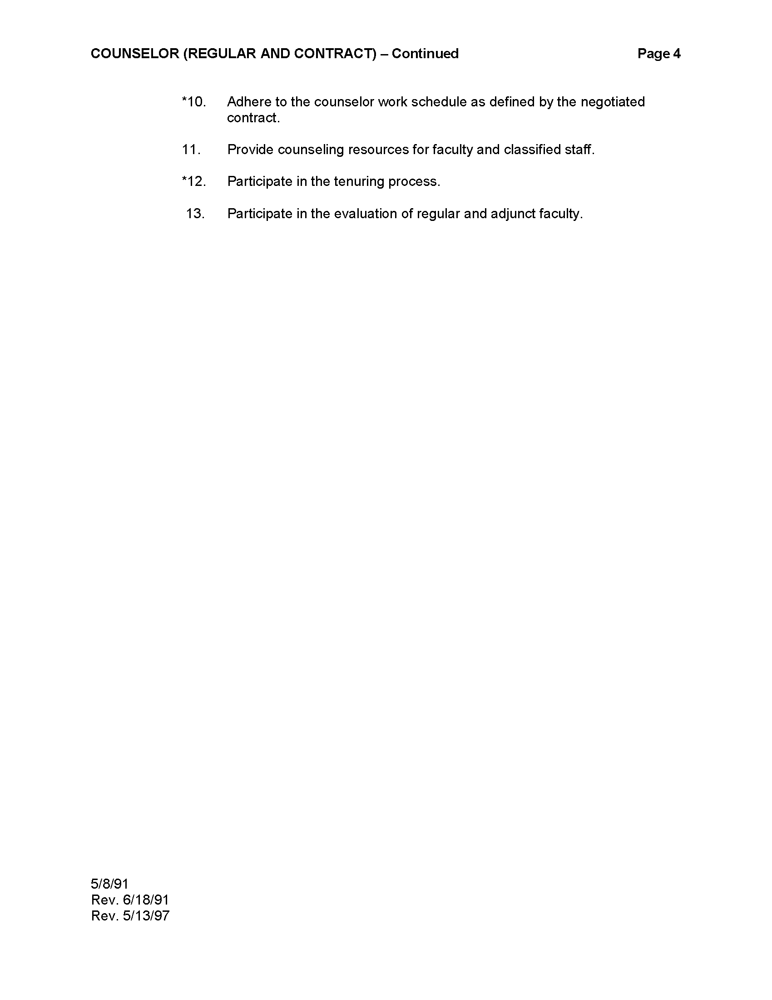 COUNSELOR (REGULAR AND CONTRACT) – Continued Page 4
*10. Adhere to the counselor work schedule as defined by the negotiated
contract.
11. Provide counseling resources for faculty and classified staff.
*12. Participate in the tenuring process.
13. Participate in the evaluation of regular and adjunct faculty.
5/8/91
Rev. 6/18/91
Rev. 5/13/97